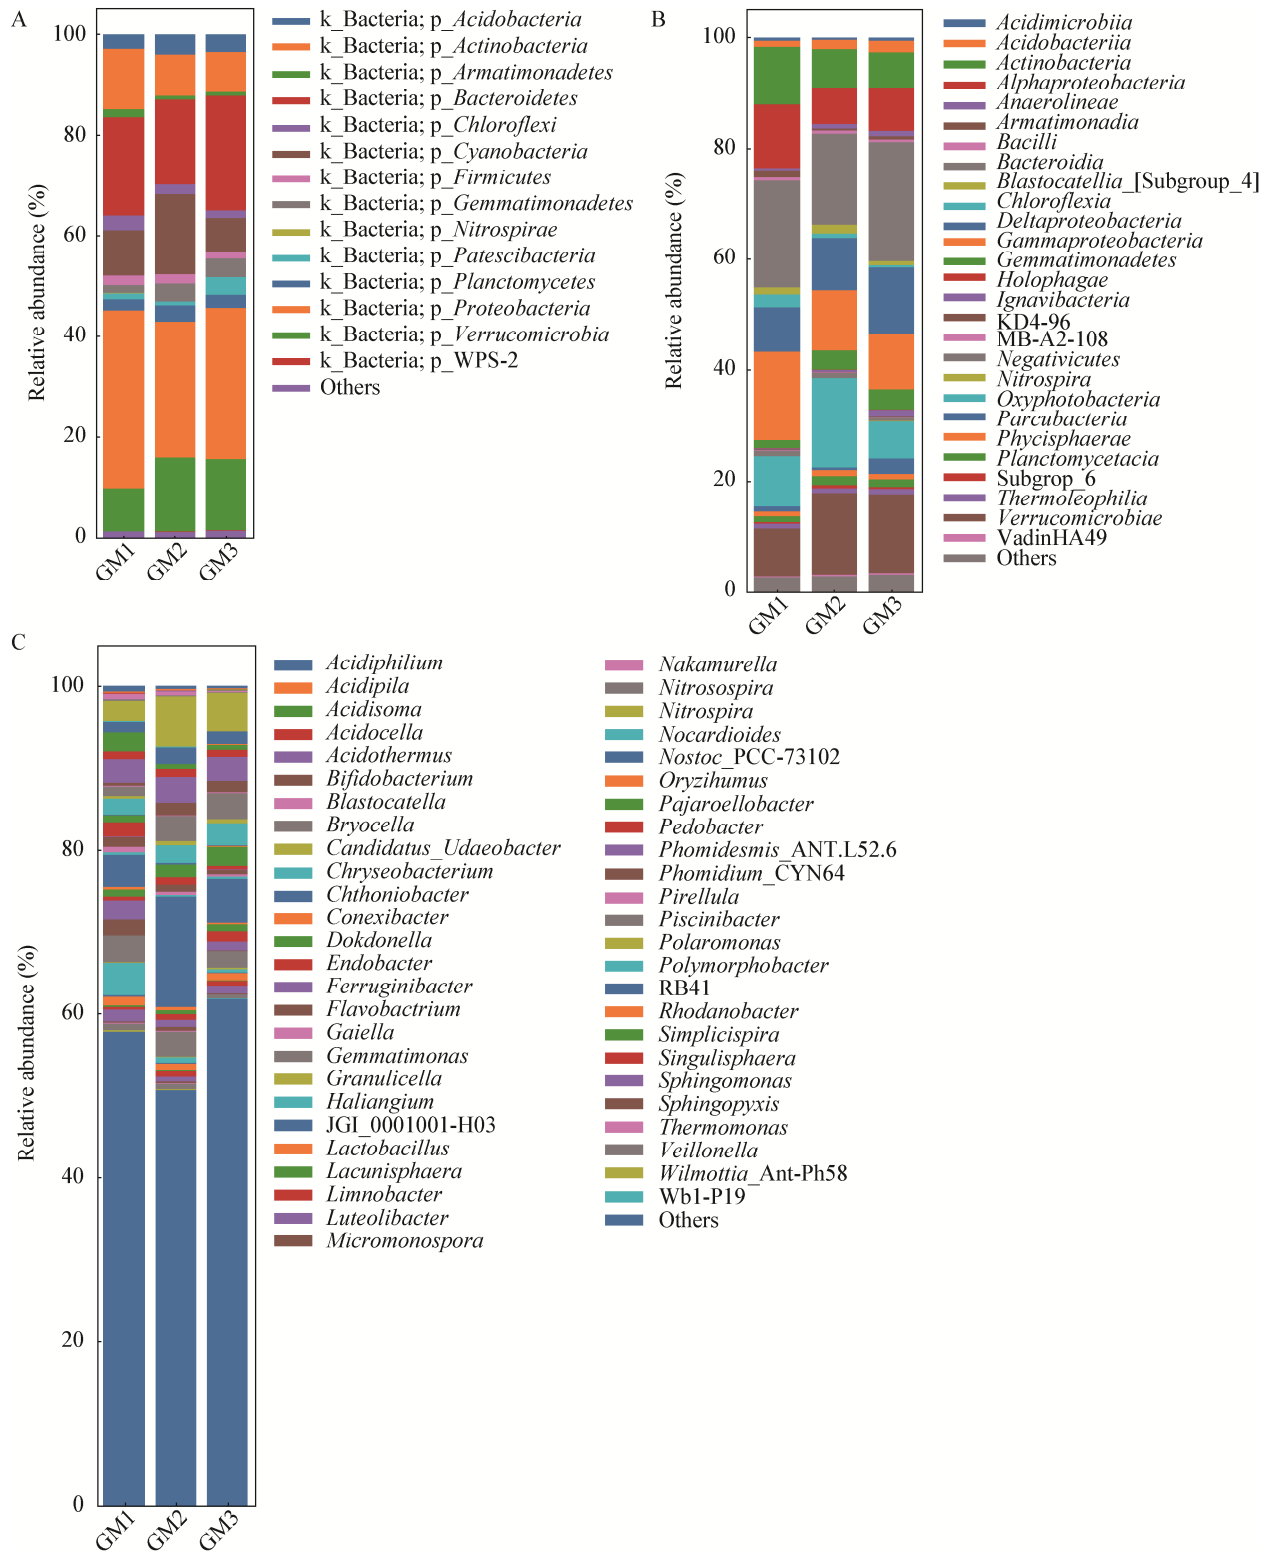 A
Relative abundance (%)
100
80
60
40
20
0
GM1
GM2
GM3
k_Bacteria; p_Acidobacteria
k_Bacteria; p_Actinobacteria
k_Bacteria; p_Armatimonadetes
k_Bacteria; p_Bacteroidetes
k_Bacteria; p_Chloroflexi
k_Bacteria; p_Cyanobacteria
k_Bacteria; p_Firmicutes
k_Bacteria; p_Gemmatimonadetes
k_Bacteria; p_Nitrospirae
k_Bacteria; p_Patescibacteria
k_Bacteria; p_Planctomycetes
k_Bacteria; p_Proteobacteria
k_Bacteria; p_Verrucomicrobia
k_Bacteria; p_WPS-2
Others
B
Relative abundance (%)
100
80
60
40
20
0
GM1
GM2
GM3
Acidimicrobiia
Acidobacteriia
Actinobacteria
Alphaproteobacteria
Anaerolineae
Armatimonadia
Bacilli
Bacteroidia
Blastocatellia_[Subgroup_4]
Chloroflexia
Deltaproteobacteria
Gammaproteobacteria
Gemmatimonadetes
Holophagae
Ignavibacteria
KD4-96
MB-A2-108
Negativicutes
Nitrospira
Oxyphotobacteria
Parcubacteria
Phycisphaerae
Planctomycetacia
Subgrop_6
Thermoleophilia
Verrucomicrobiae
VadinHA49
Others
C
Relative abundance (%)
100
80
60
40
20
0
GM1
GM2
GM3
Acidiphilium
Acidipila
Acidisoma
Acidocella
Acidothermus
Bifidobacterium
Blastocatella
Bryocella
Candidatus_Udaeobacter
Chryseobacterium
Chthoniobacter
Conexibacter
Dokdonella
Endobacter
Ferruginibacter
Flavobactrium
Gaiella
Gemmatimonas
Granulicella
Haliangium
JGI_0001001-H03
Lactobacillus
Lacunisphaera
Limnobacter
Luteolibacter
Micromonospora
Nakamurella
Nitrosospira
Nitrospira
Nocardioides
Nostoc_PCC-73102
Oryzihumus
Pajaroellobacter
Pedobacter
Phomidesmis_ANT.L52.6
Phomidium_CYN64
Pirellula
Piscinibacter
Polaromonas
Polymorphobacter
RB41
Rhodanobacter
Simplicispira
Singulisphaera
Sphingomonas
Sphingopyxis
Thermomonas
Veillonella
Wilmottia_Ant-Ph58
Wb1-P19
Others